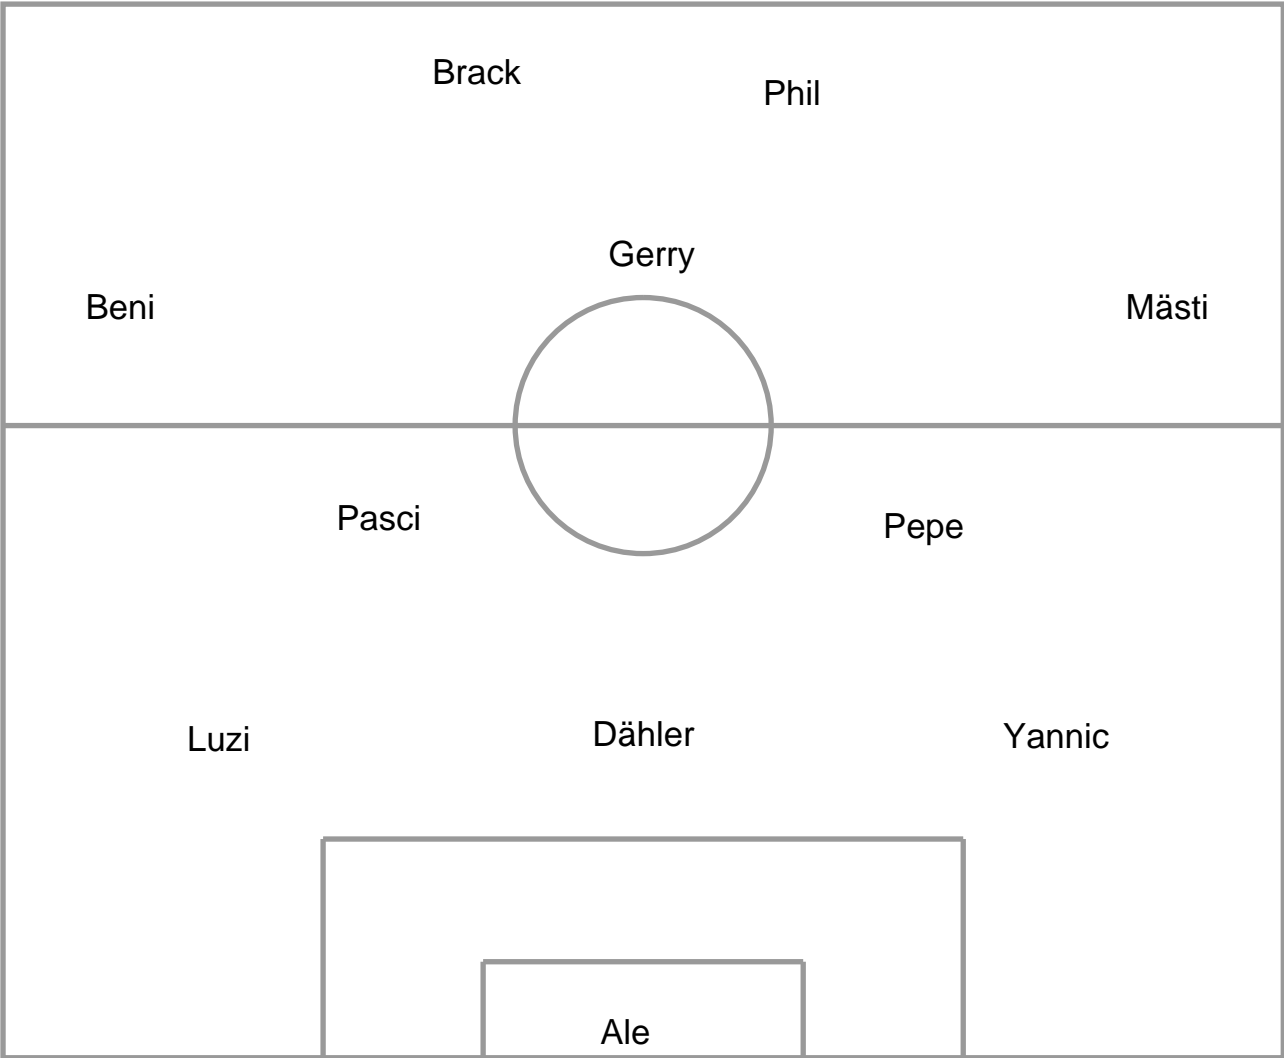 Brack
Phil
Gerry
Beni
Mästi
Pasci
Pepe
Luzi
Dähler
Yannic
Ale